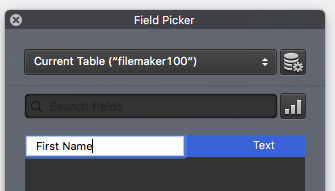 Field Picker
Current Table (“filemaker100”)
Search fields
First Name Text